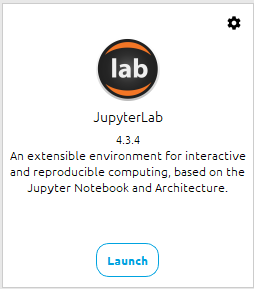 lab
JupyterLab
4.3.4
An extensible environment for interactive
and reproducible computing, based on the
Jupyter Notebook and Architecture.
Launch